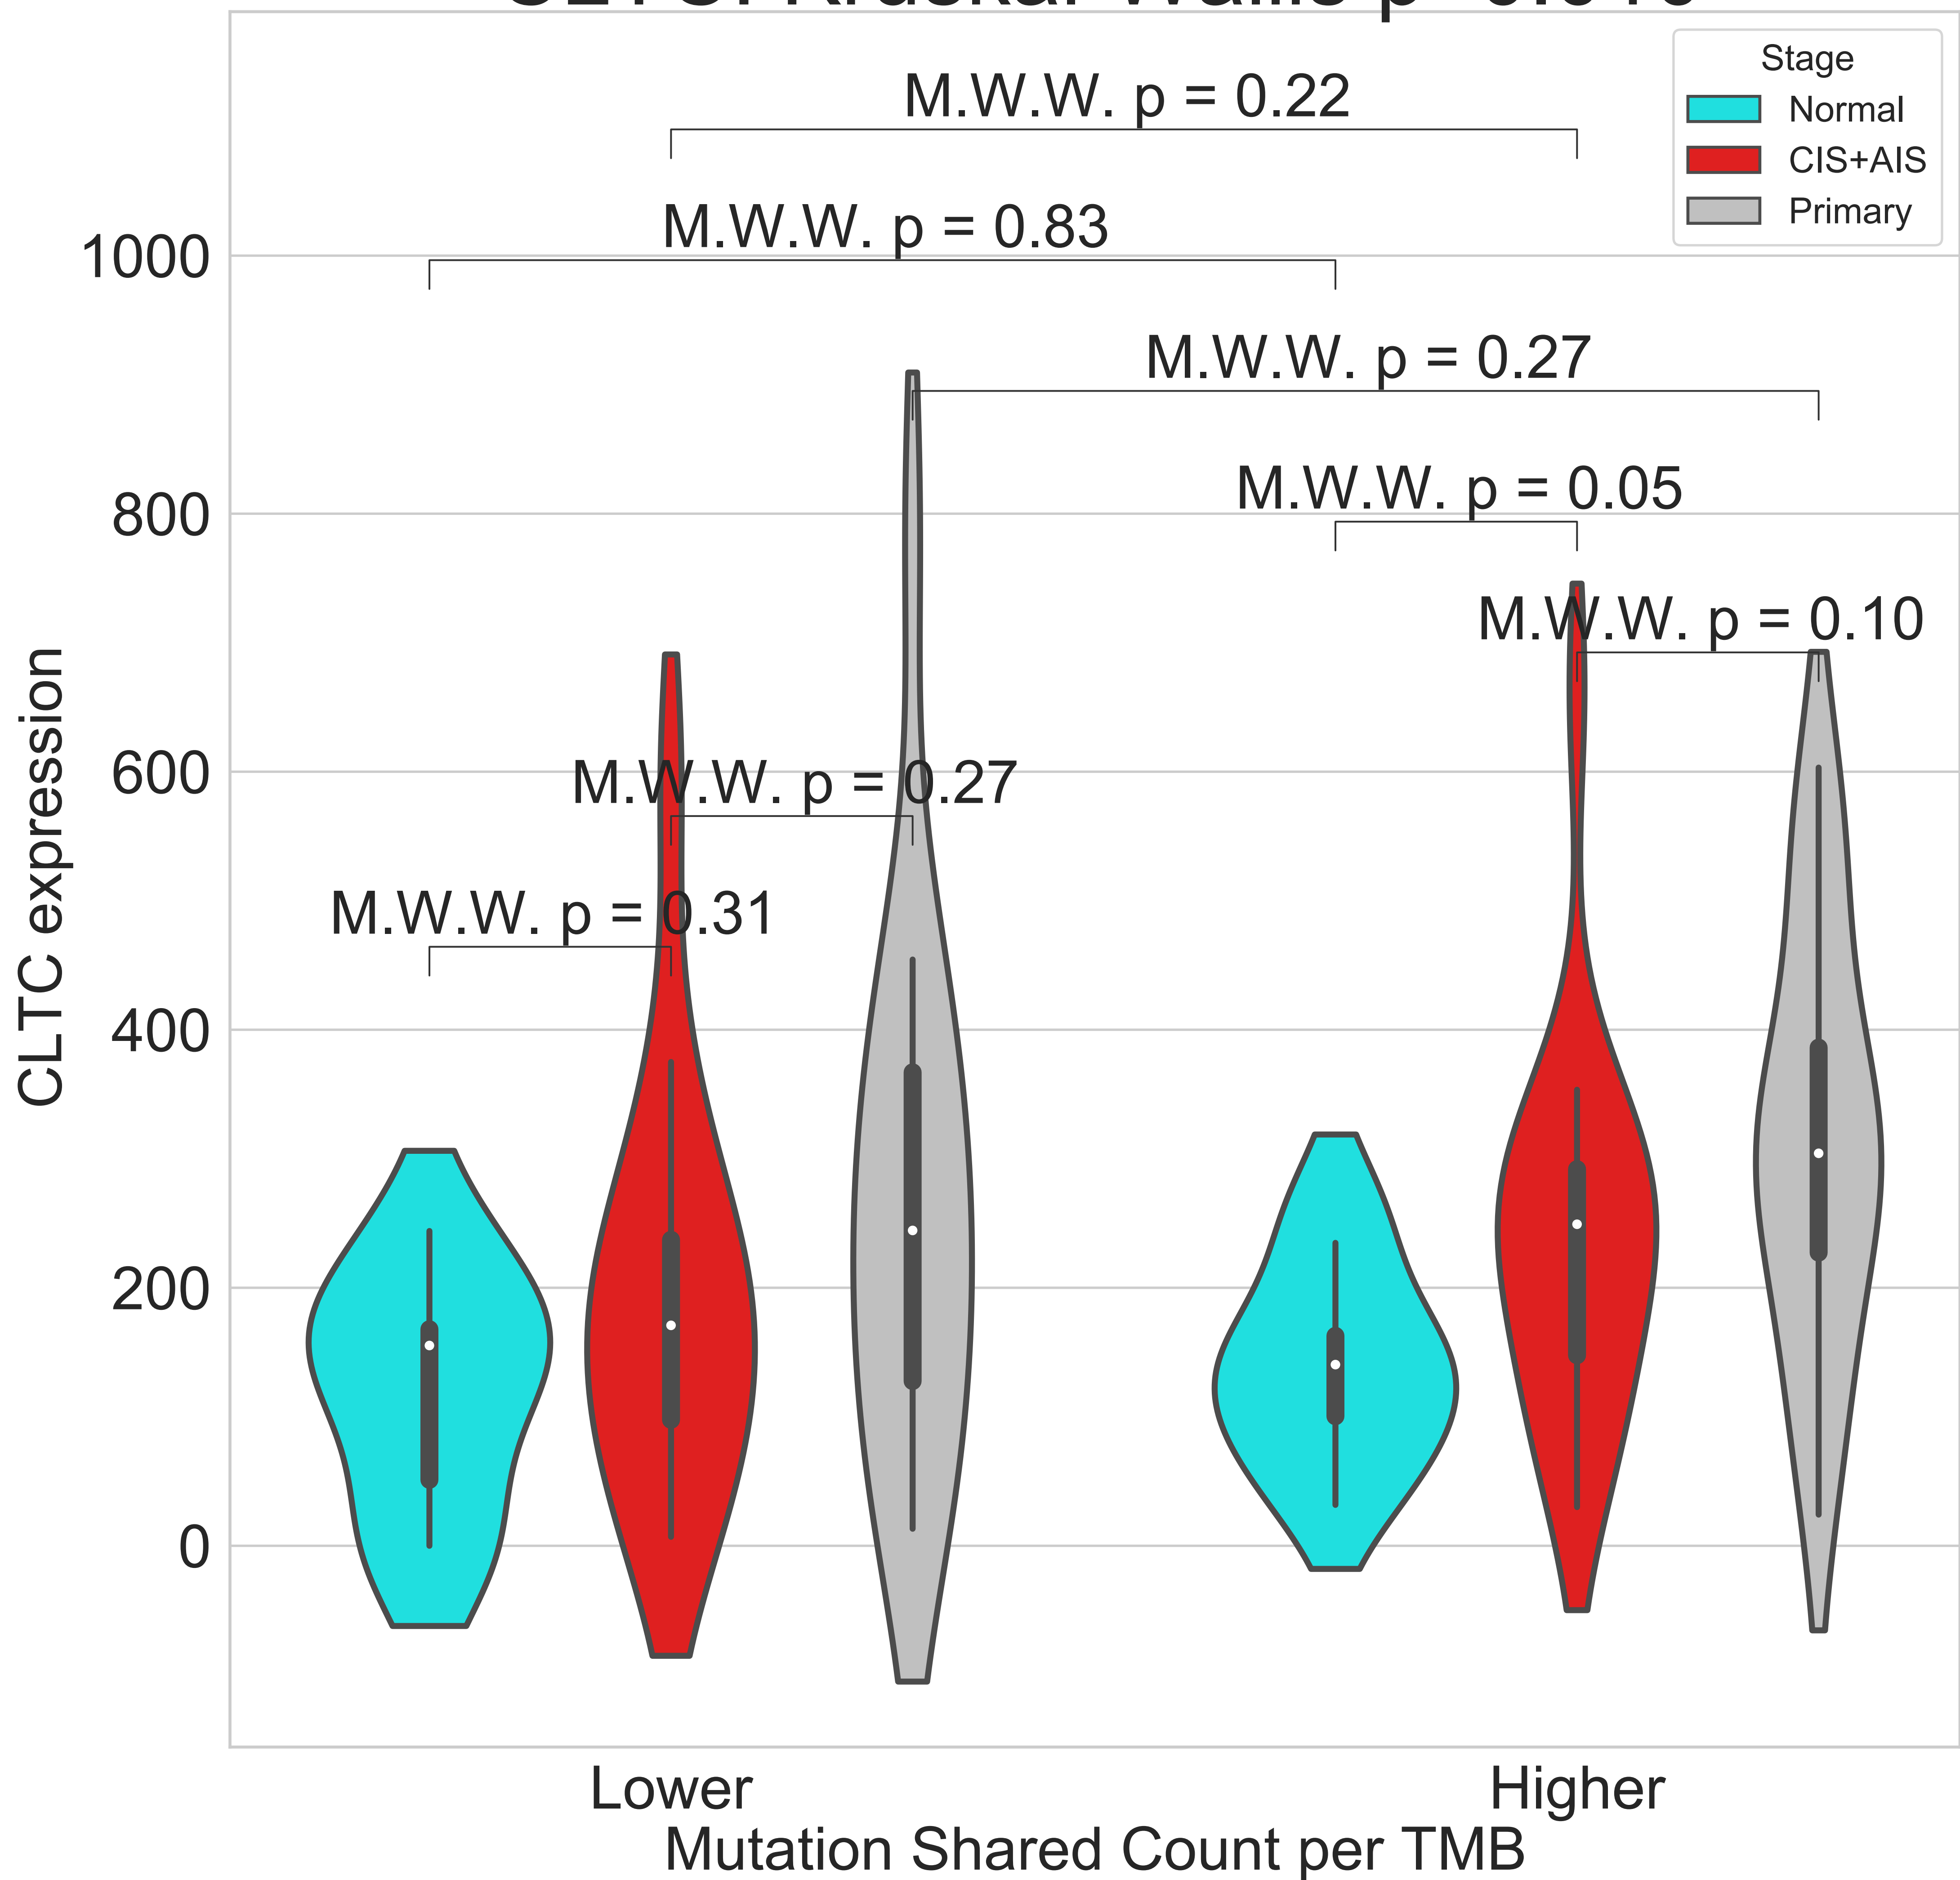 M.W.W. p = 0.22
Stage
Normal
CIS+AIS
Primary
M.W.W. p = 0.83
M.W.W. p = 0.27
M.W.W. p = 0.05
M.W.W. p = 0.10
M.W.W. p = 0.27
M.W.W. p = 0.31
1000
800
600
400
200
0
CLTC expression
Lower
Higher
Mutation Shared Count per TMB